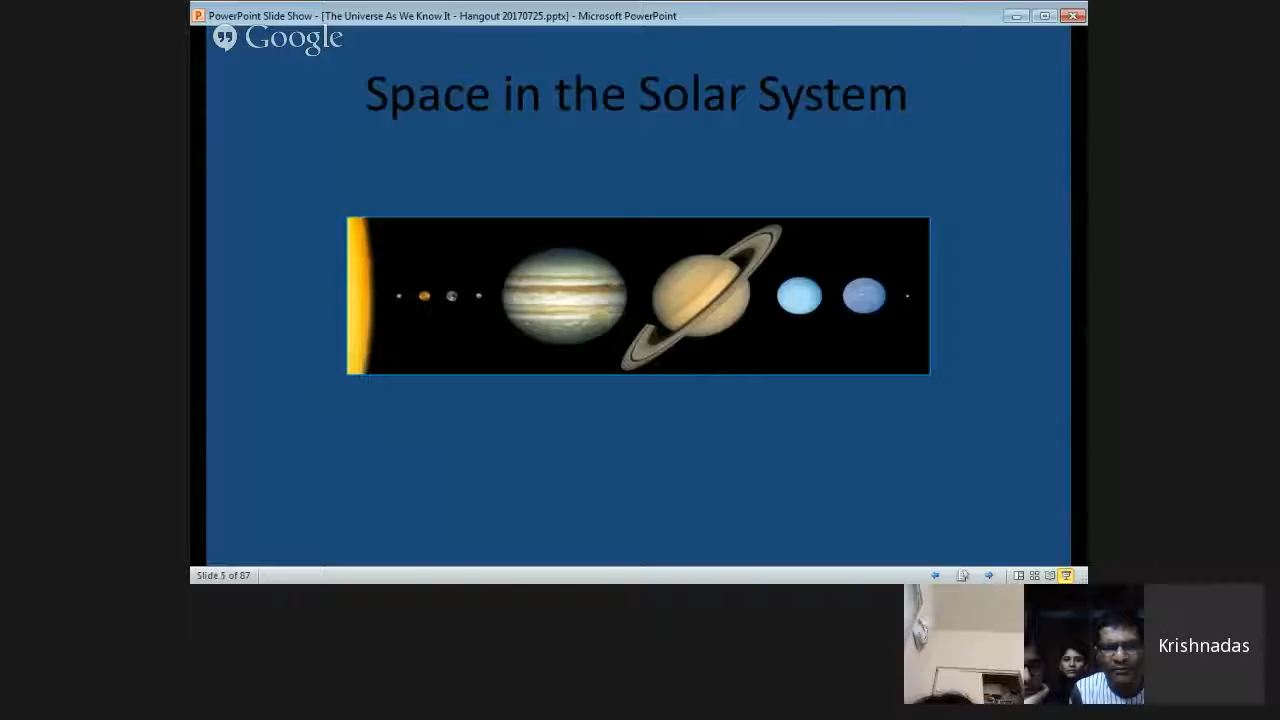 PowerPoint Slide Show - [The Universe As We Know It - Hangout 20170725.pptx] - Microsoft PowerPoint
Google
Space in the Solar System
Slide 5 of 87
Krishnadas